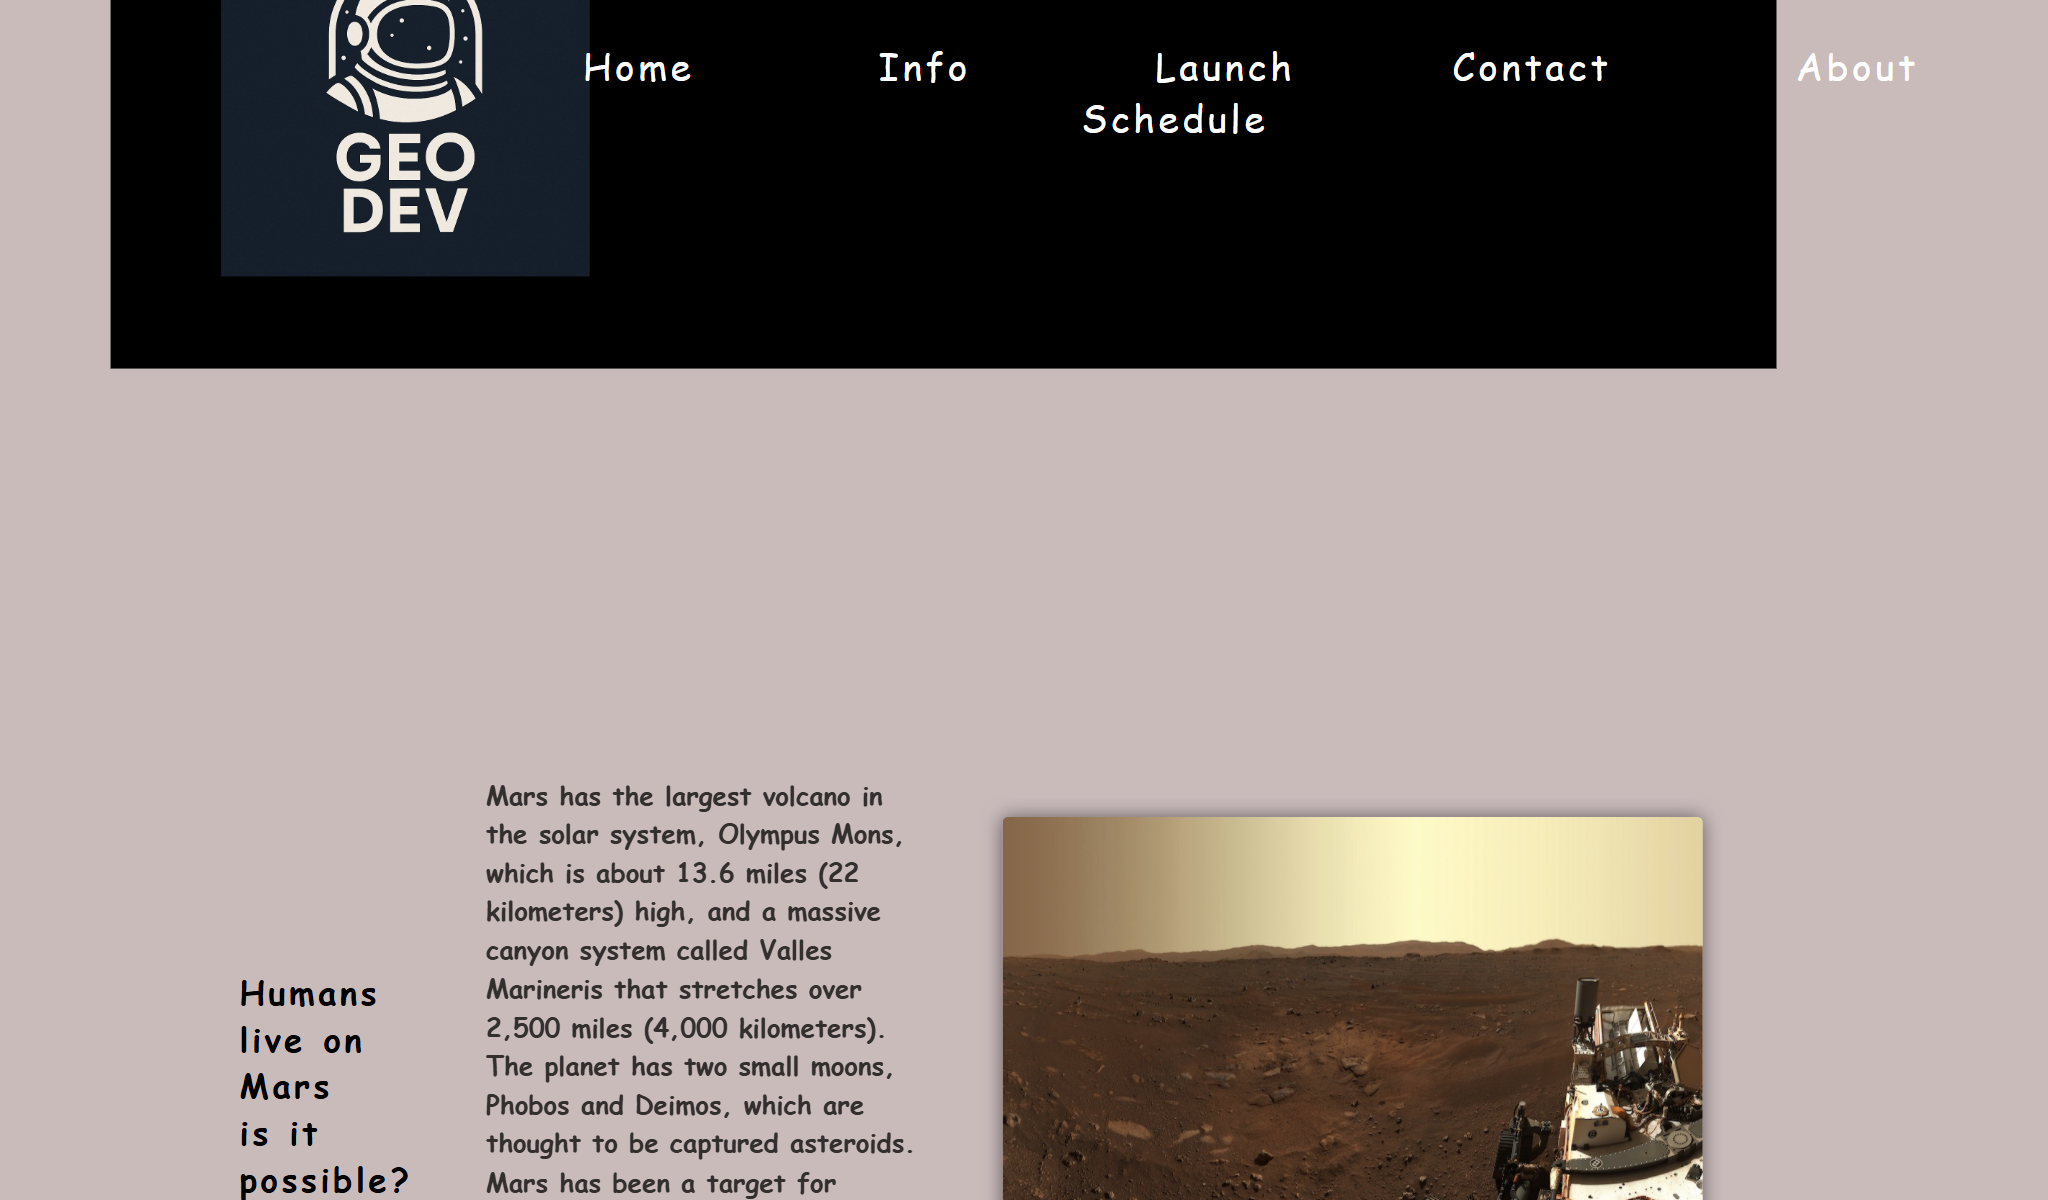 GEO
DEV
Home Info Launch Contact About
Schedule
Humans
live on
Mars
is it
possible?
Mars has the largest volcano in
the solar system, Olympus Mons,
which is about 13.6 miles (22
kilometers) high, and a massive
canyon system called Valles
Marineris that stretches over
2,500 miles (4,000 kilometers).
The planet has two small moons,
Phobos and Deimos, which are
thought to be captured asteroids.
Mars has been a target for